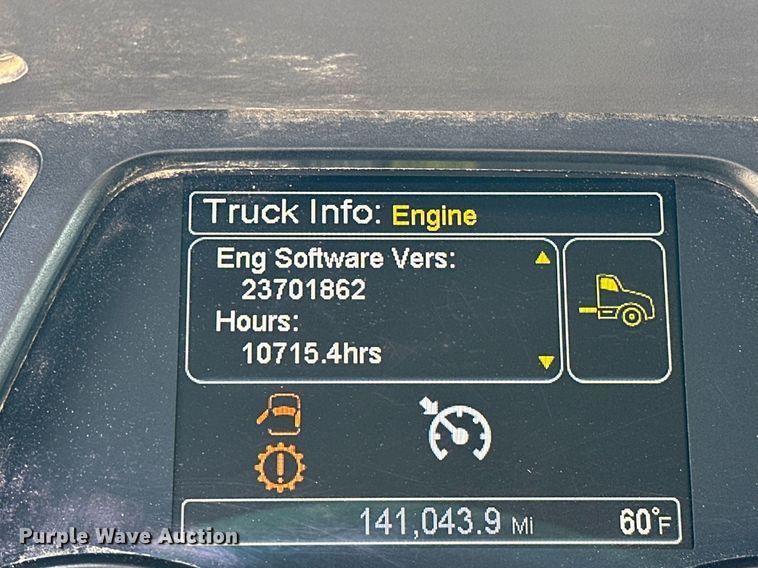 Truck Info: Engine
Eng Software Vers:
23701862
Hours:
10715.4hrs
141,043.9 Mi
60°F
Purple Wave Auction